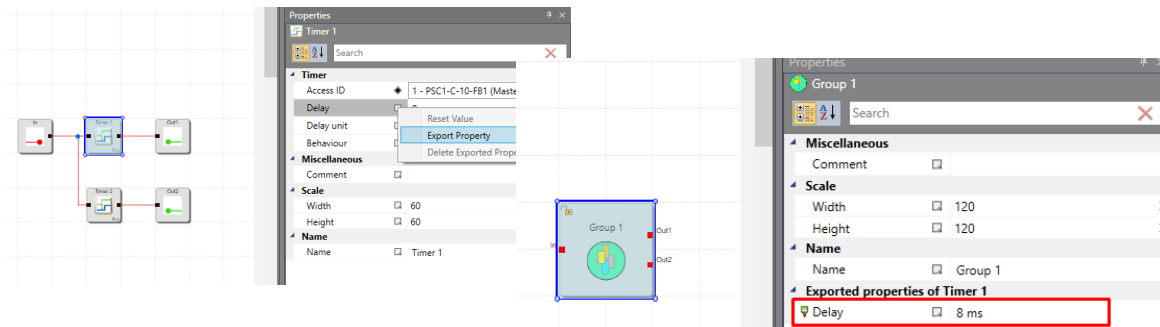 In
Timer 1
Out1
Timer 2
Out2
Properties
Timer 1
Search
Timer
Access ID
1 - PSC1-C-10-FB1 (Maste
Delay
Delay unit
Behaviour
Reset Value
Export Property
Delete Exported Prope
Miscellaneous
Comment
Scale
Width 60
Height 60
Name
Name Timer 1
Group 1
In
Out1
Out2
Properties
Group 1
Search
Miscellaneous
Comment
Scale
Width 120
Height 120
Name
Name Group 1
Exported properties of Timer 1
Delay 8 ms